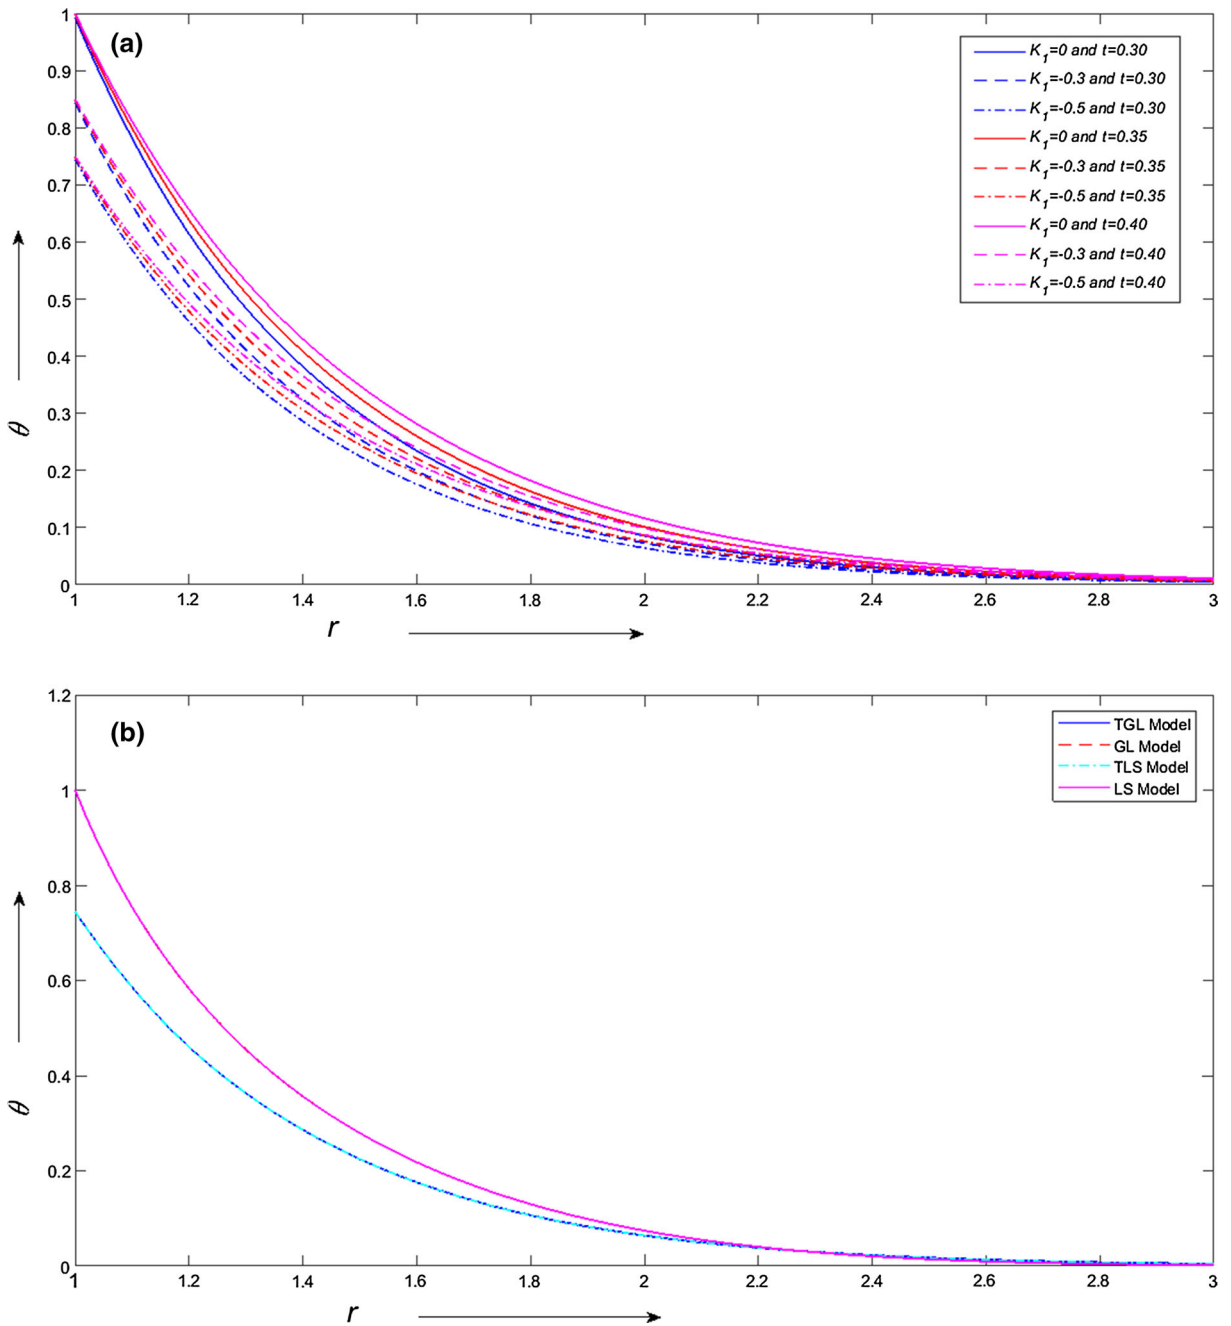 (a)
K1=0 and t=0.30
K1=-0.3 and t=0.30
K1=-0.5 and t=0.30
K1=0 and t=0.35
K1=-0.3 and t=0.35
K1=-0.5 and t=0.35
K1=0 and t=0.40
K1=-0.3 and t=0.40
K1=-0.5 and t=0.40
1
0.9
0.8
0.7
0.6
0.5
0.4
0.3
0.2
0.1
0
θ
1 1.2 1.4 1.6 1.8 2 2.2 2.4 2.6 2.8 3
r
(b)
TGL Model
GL Model
TLS Model
LS Model
1.2
1
0.8
0.6
0.4
0.2
0
θ
1 1.2 1.4 1.6 1.8 2 2.2 2.4 2.6 2.8 3
r